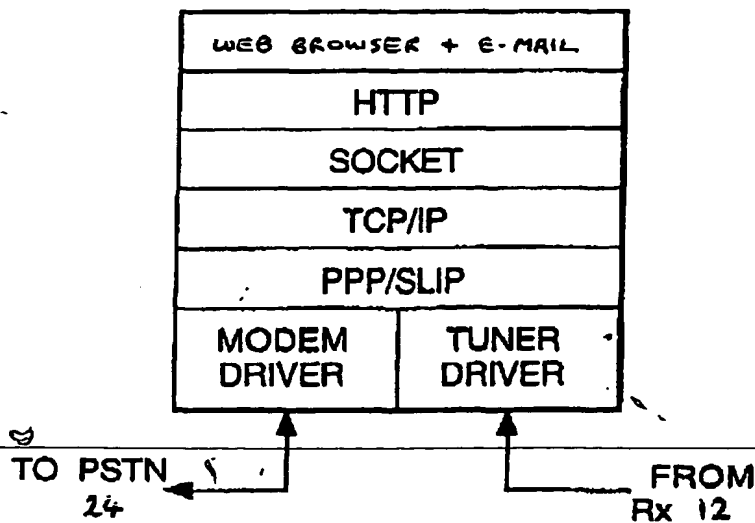 WEB BROWSER + E-MAIL
HTTP
SOCKET
TCP/IP
PPP/SLIP
MODEM
DRIVER
TUNER
DRIVER
TO PSTN
24
FROM
Rx 12